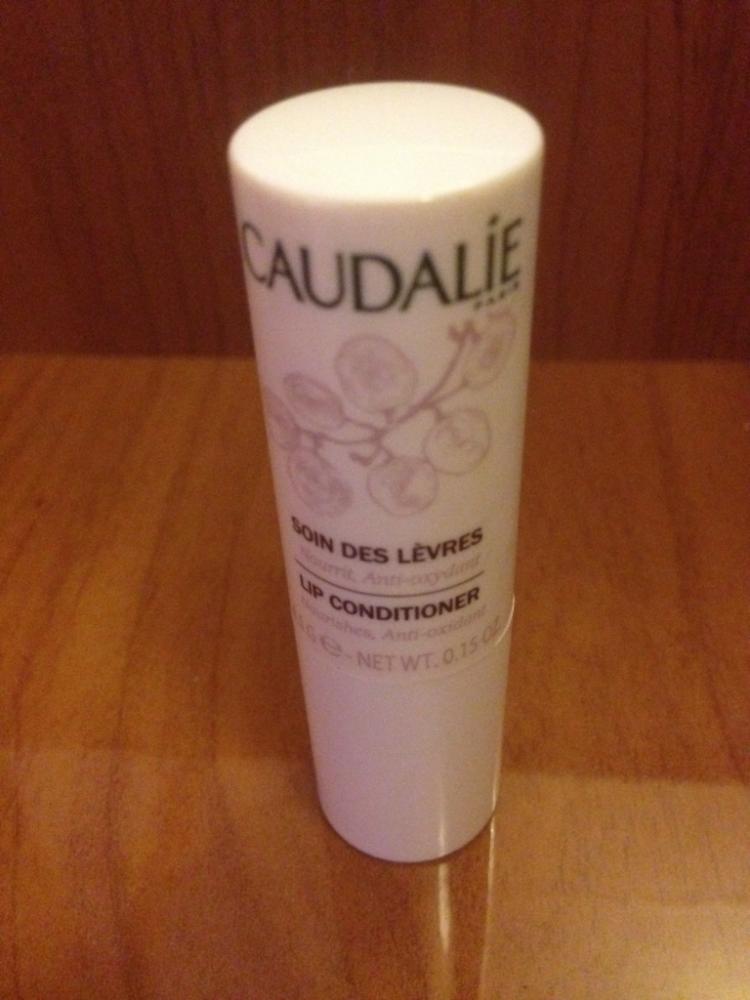 CAUDALIE
PARIS
SOIN DES LÈVRES
Nourrit, Anti-oxydant
LIP CONDITIONER
Nourishes, Anti-oxidant
G ℮ - NET WT. 0.15 OZ